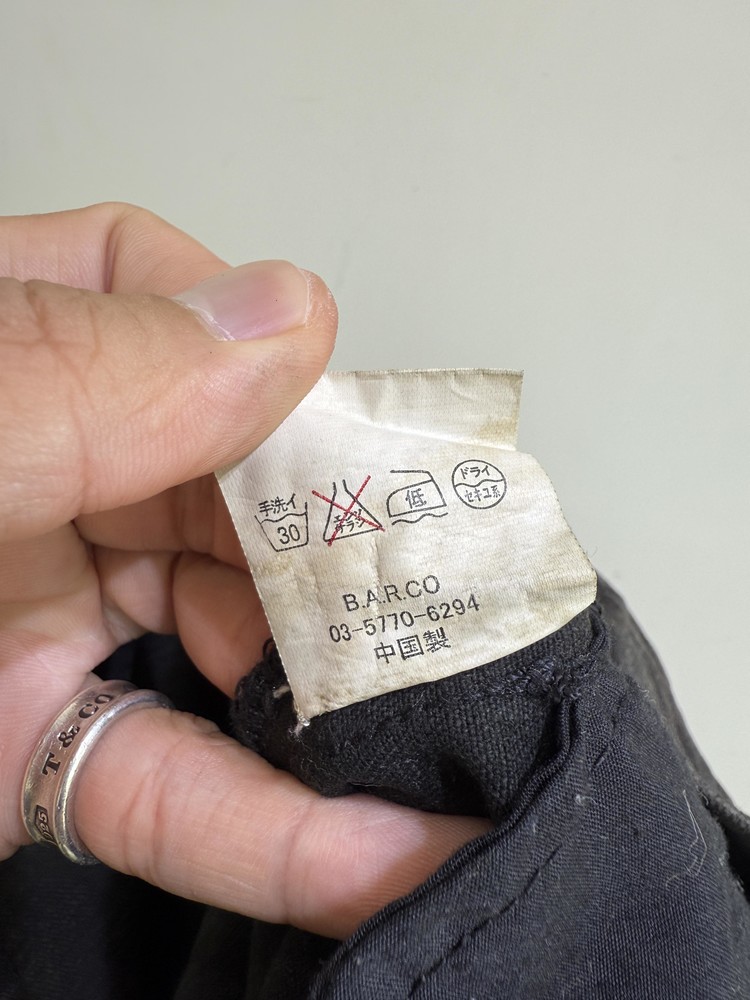 手洗イ
30
エンソ
サラシ
低
ドライ
セキユ系
B.A.R.CO
03-5770-6294
中国製
T & CO